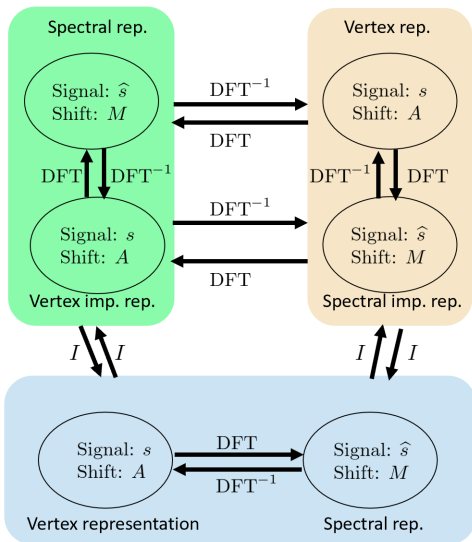 Spectral rep.
Vertex rep.
Signal: ŝ
Shift: M
DFT⁻¹
DFT
Signal: s
Shift: A
DFT
DFT⁻¹
DFT⁻¹
DFT
Signal: s
Shift: A
DFT⁻¹
DFT
Signal: ŝ
Shift: M
Vertex imp. rep.
Spectral imp. rep.
I
I
I
I
Signal: s
Shift: A
DFT
DFT⁻¹
Signal: ŝ
Shift: M
Vertex representation
Spectral rep.